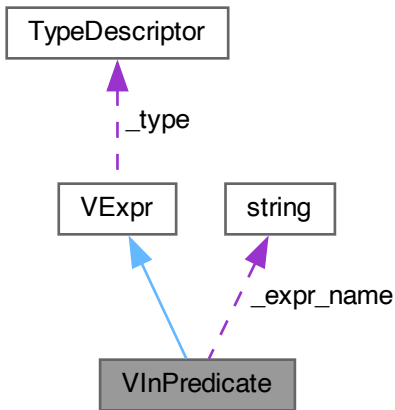 TypeDescriptor
_type
VExpr
string
_expr_name
VInPredicate